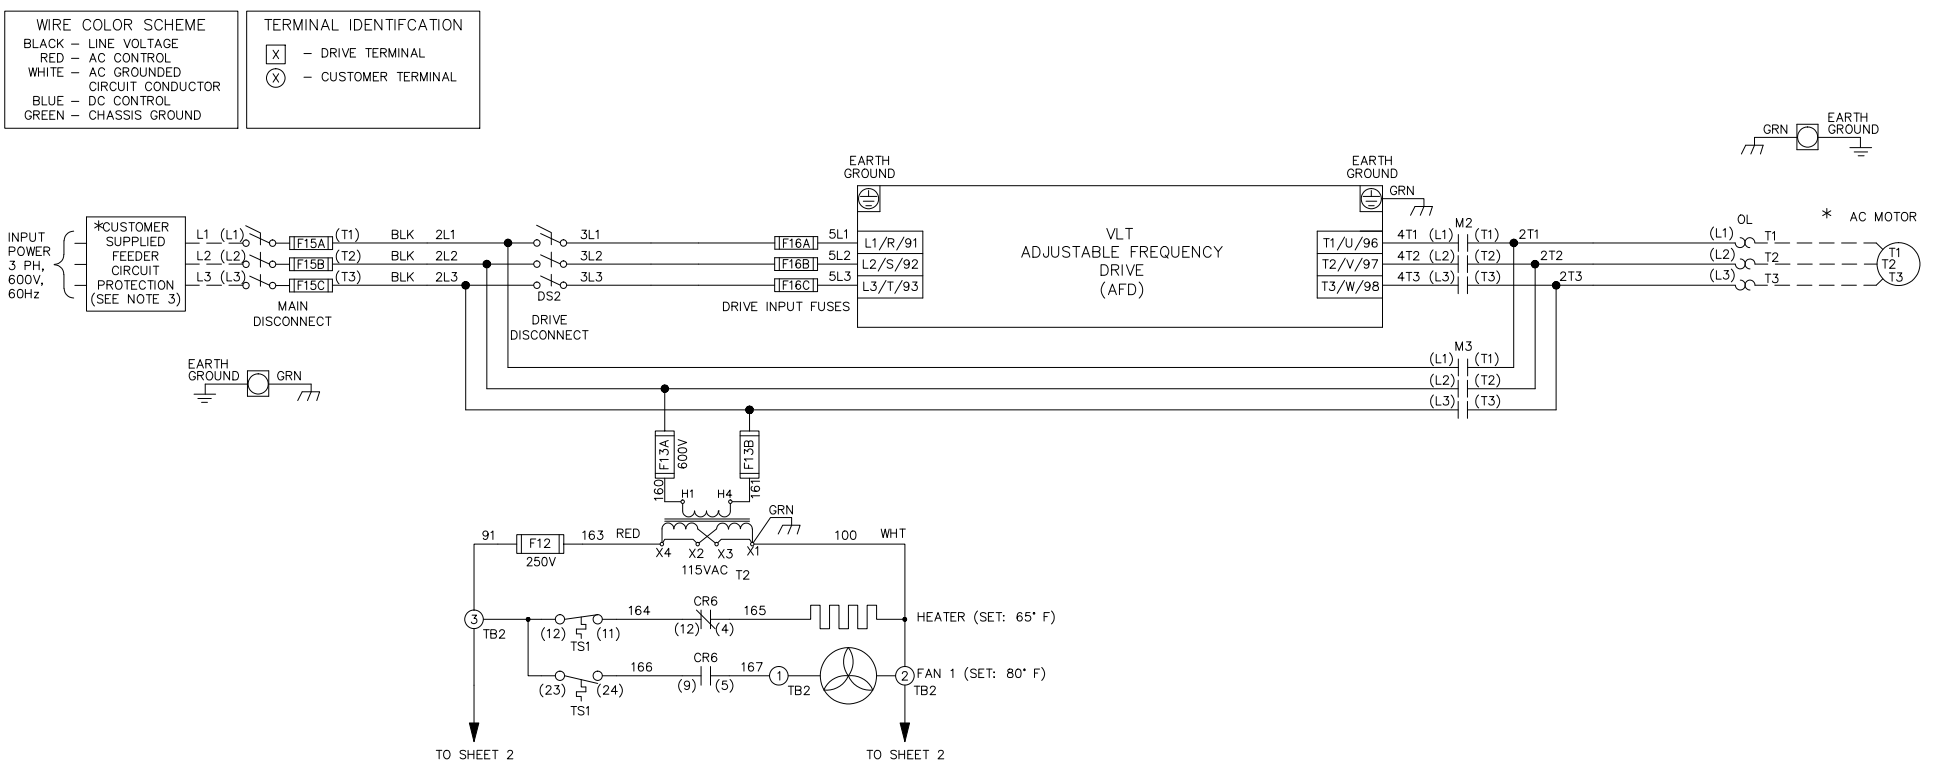 WIRE COLOR SCHEME
BLACK – LINE VOLTAGE
RED – AC CONTROL
WHITE – AC GROUNDED
CIRCUIT CONDUCTOR
BLUE – DC CONTROL
GREEN – CHASSIS GROUND
TERMINAL IDENTIFCATION
X – DRIVE TERMINAL
X – CUSTOMER TERMINAL
INPUT
POWER
3 PH,
600V,
60Hz
*CUSTOMER
SUPPLIED
FEEDER
CIRCUIT
PROTECTION
(SEE NOTE 3)
L1 (L1) F15A (T1) BLK 2L1 3L1 F16A 5L1 L1/R/91
L2 (L2) F15B (T2) BLK 2L2 3L2 F16B 5L2 L2/S/92
L3 (L3) F15C (T3) BLK 2L3 3L3 F16C 5L3 L3/T/93
MAIN
DISCONNECT
DS2
DRIVE
DISCONNECT
DRIVE INPUT FUSES
EARTH
GROUND
VLT
ADJUSTABLE FREQUENCY
DRIVE
(AFD)
EARTH
GROUND
GRN
M2
T1/U/96 4T1 (L1) (T1) 2T1
T2/V/97 4T2 (L2) (T2) 2T2
T3/W/98 4T3 (L3) (T3) 2T3
OL
(L1) T1
(L2) T2
(L3) T3
* AC MOTOR
T1
T2
T3
GRN
EARTH
GROUND
EARTH
GROUND
GRN
M3
(L1) (T1)
(L2) (T2)
(L3) (T3)
F13A
600V
F13B
160
161
H1 H4
GRN
91 F12 163 RED
250V
X4 X2 X3 X1
100 WHT
115VAC T2
3
TB2
(12) (11)
TS1
164
CR6
(12) (4)
165
HEATER (SET: 65° F)
(23) (24)
TS1
166
CR6
(9) (5)
167
1
TB2
2
TB2
FAN 1 (SET: 80° F)
TO SHEET 2
TO SHEET 2